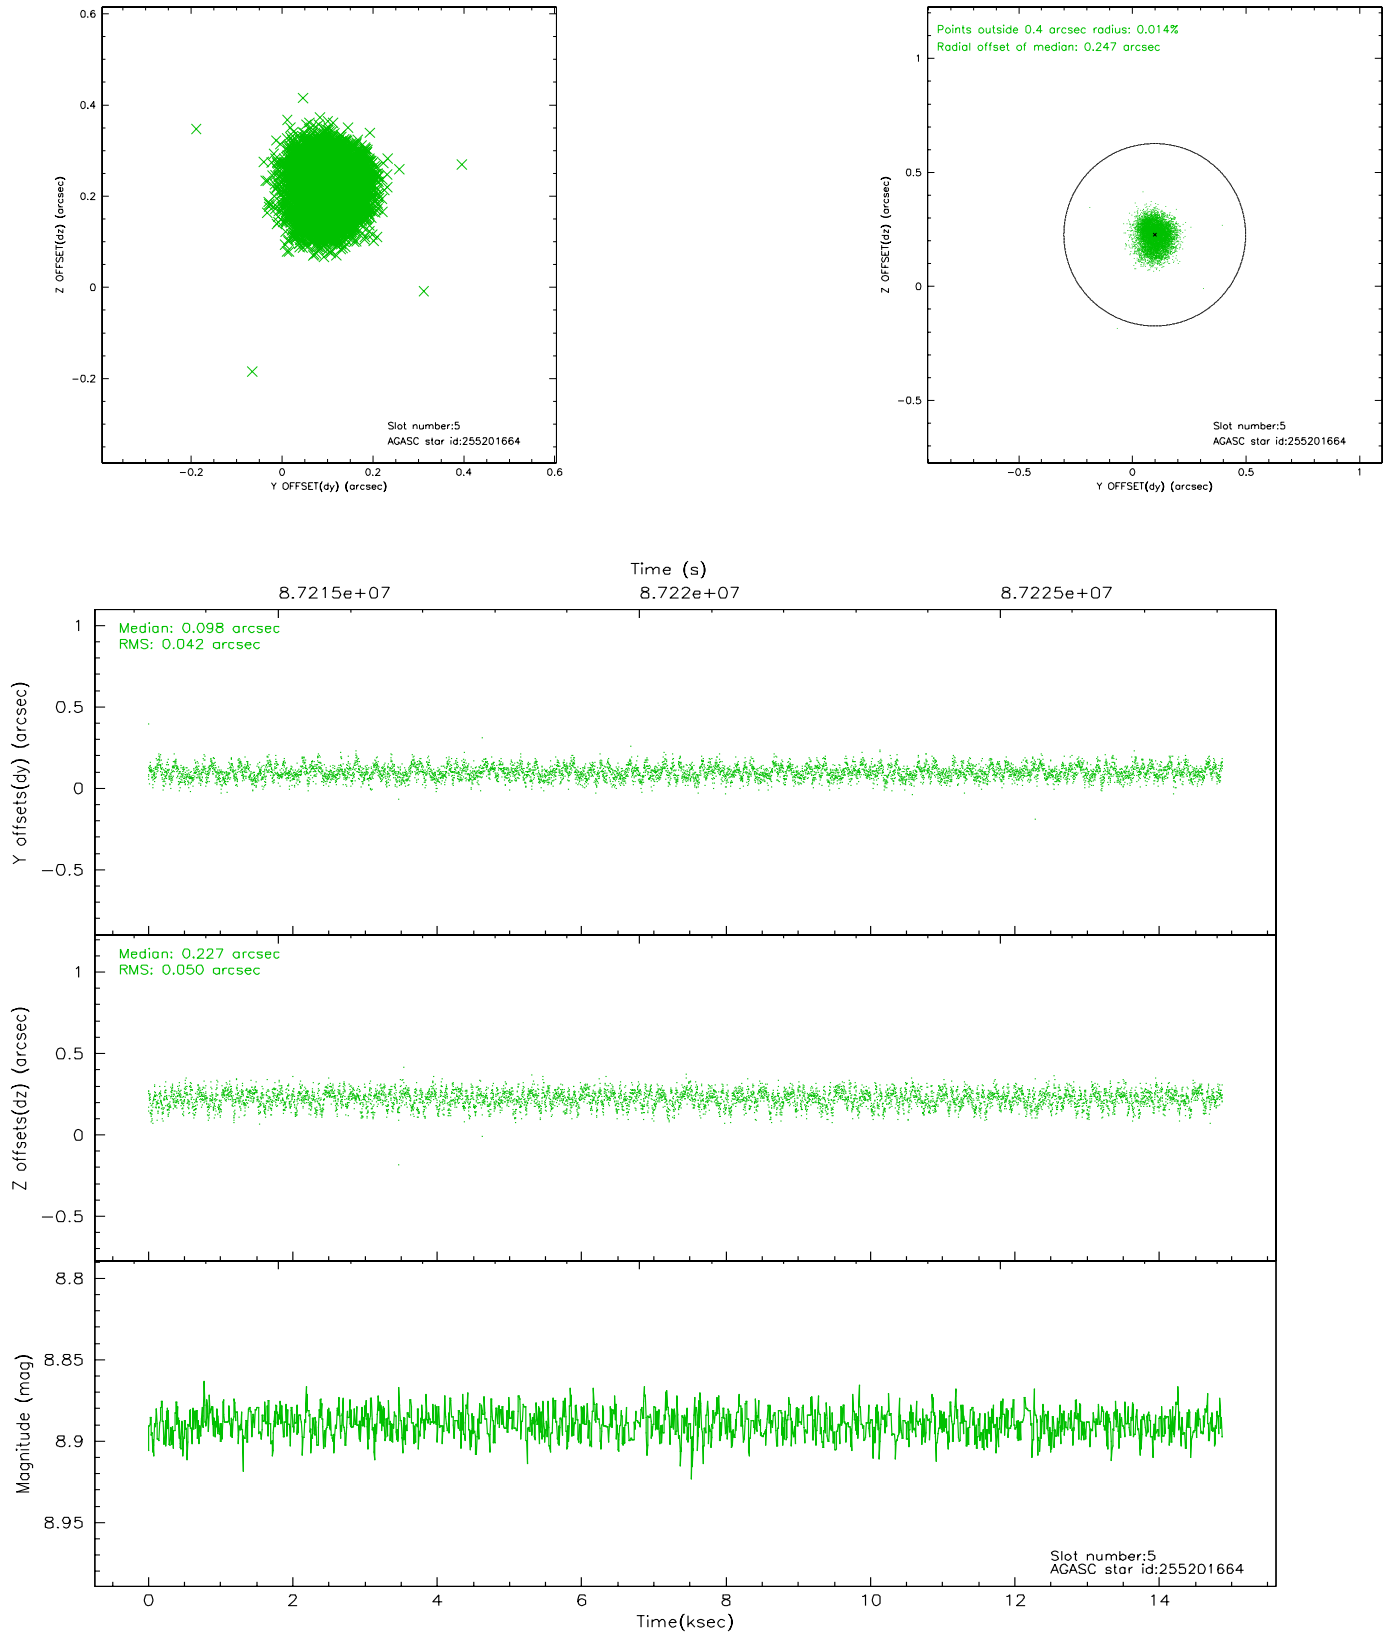 0.6
0.4
0.2
0
−0.2
Z OFFSET(dz) (arcsec)
Slot number:5
AGASC star id:255201664
−0.2 0 0.2 0.4 0.6
Y OFFSET(dy) (arcsec)
Points outside 0.4 arcsec radius: 0.014%
Radial offset of median: 0.247 arcsec
1
0.5
0
−0.5
Z OFFSET(dz) (arcsec)
Slot number:5
AGASC star id:255201664
−0.5 0 0.5 1
Y OFFSET(dy) (arcsec)
Time (s)
8.7215e+07 8.722e+07 8.7225e+07
Median: 0.098 arcsec
RMS: 0.042 arcsec
1
0.5
0
−0.5
Y offsets(dy) (arcsec)
Median: 0.227 arcsec
RMS: 0.050 arcsec
1
0.5
0
−0.5
Z offsets(dz) (arcsec)
8.8
8.85
8.9
8.95
Magnitude (mag)
Slot number:5
AGASC star id:255201664
0 2 4 6 8 10 12 14
Time(ksec)